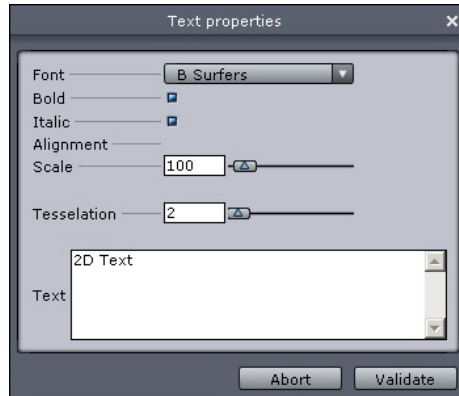 Text properties
Font B Surfers
Bold
Italic
Alignment
Scale 100
Tesselation 2
2D Text
Text
Abort Validate